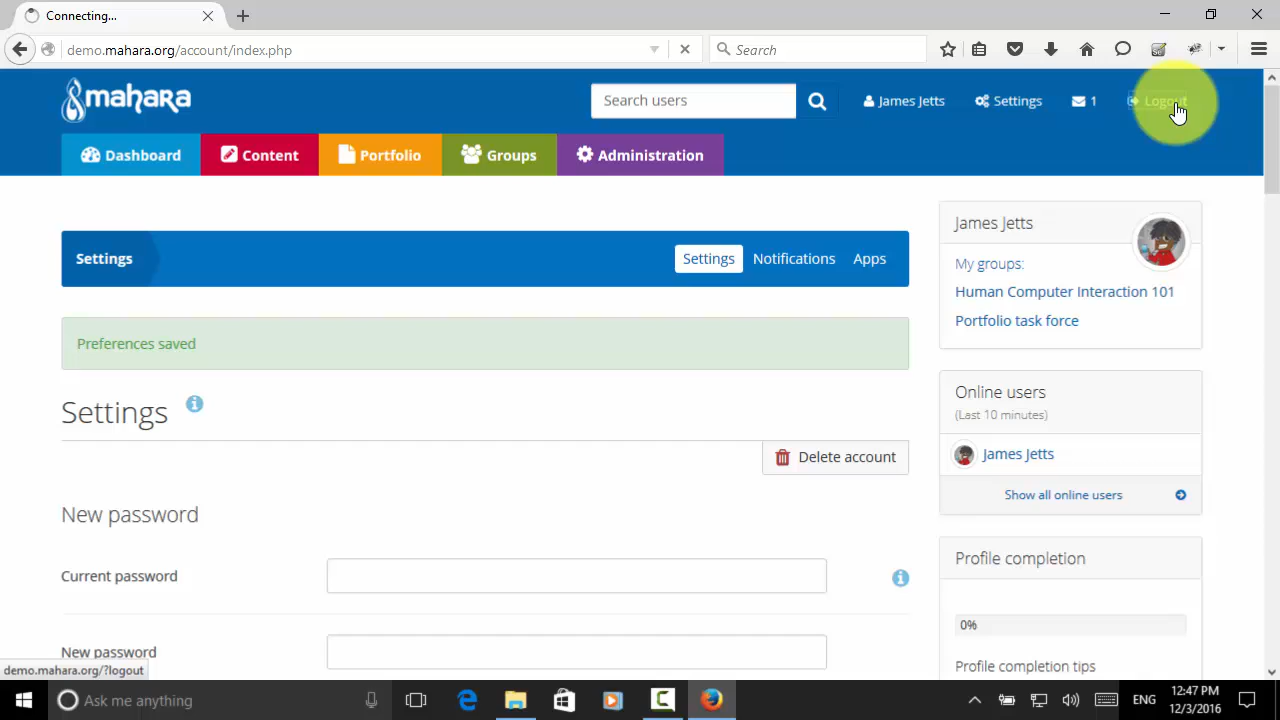 Connecting...
demo.mahara.org/account/index.php
Search
mahara
Search users
James Jetts
Settings
1
Logout
Dashboard
Content
Portfolio
Groups
Administration
Settings
Settings
Notifications
Apps
Preferences saved
Settings
Delete account
New password
Current password
New password
James Jetts
My groups:
Human Computer Interaction 101
Portfolio task force
Online users
(Last 10 minutes)
James Jetts
Show all online users
Profile completion
0%
Profile completion tips
demo.mahara.org/?logout
Ask me anything
ENG
12:47 PM
12/3/2016